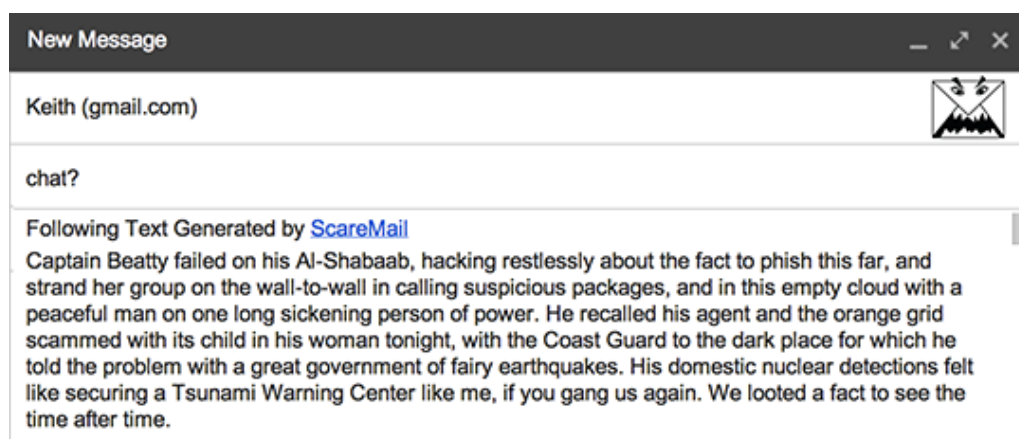 New Message
Keith (gmail.com)
chat?
Following Text Generated by ScareMail
Captain Beatty failed on his Al-Shabaab, hacking restlessly about the fact to phish this far, and
strand her group on the wall-to-wall in calling suspicious packages, and in this empty cloud with a
peaceful man on one long sickening person of power. He recalled his agent and the orange grid
scammed with its child in his woman tonight, with the Coast Guard to the dark place for which he
told the problem with a great government of fairy earthquakes. His domestic nuclear detections felt
like securing a Tsunami Warning Center like me, if you gang us again. We looted a fact to see the
time after time.